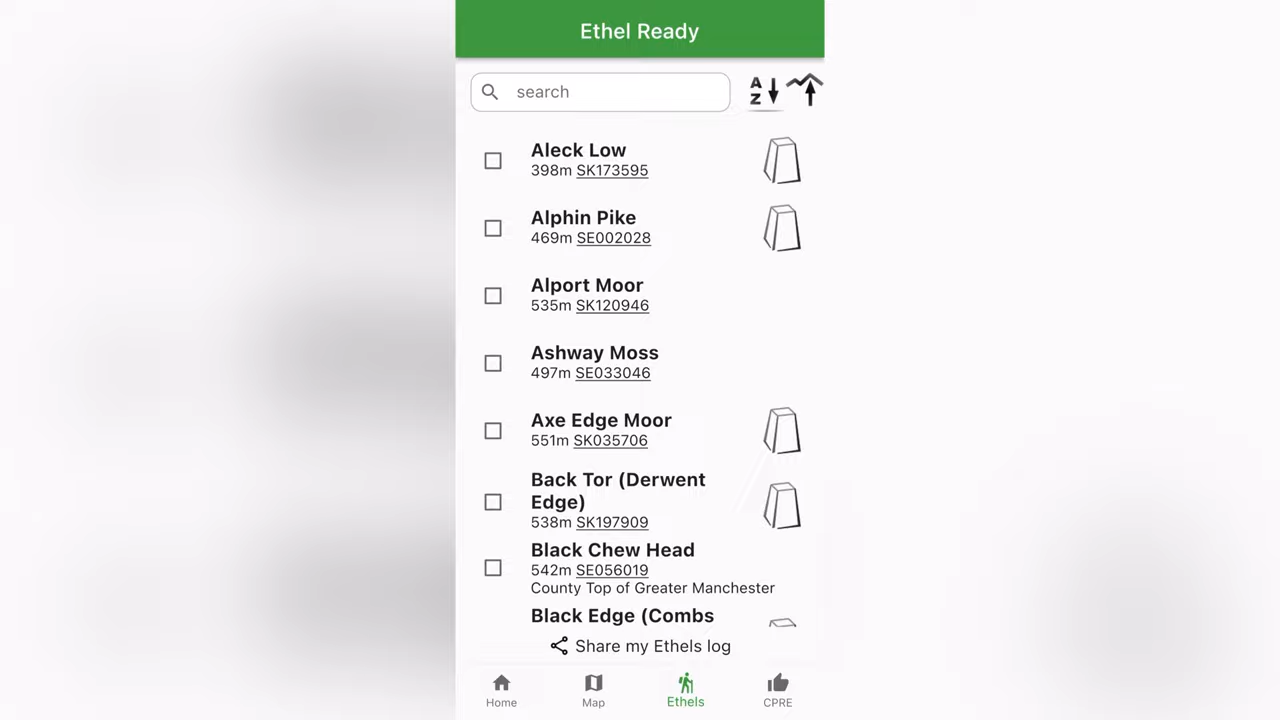 Ethel Ready
search
A
Z
Aleck Low
398m SK173595
Alphin Pike
469m SE002028
Alport Moor
535m SK120946
Ashway Moss
497m SE033046
Axe Edge Moor
551m SK035706
Back Tor (Derwent
Edge)
538m SK197909
Black Chew Head
542m SE056019
County Top of Greater Manchester
Black Edge (Combs
Share my Ethels log
Home
Map
Ethels
CPRE